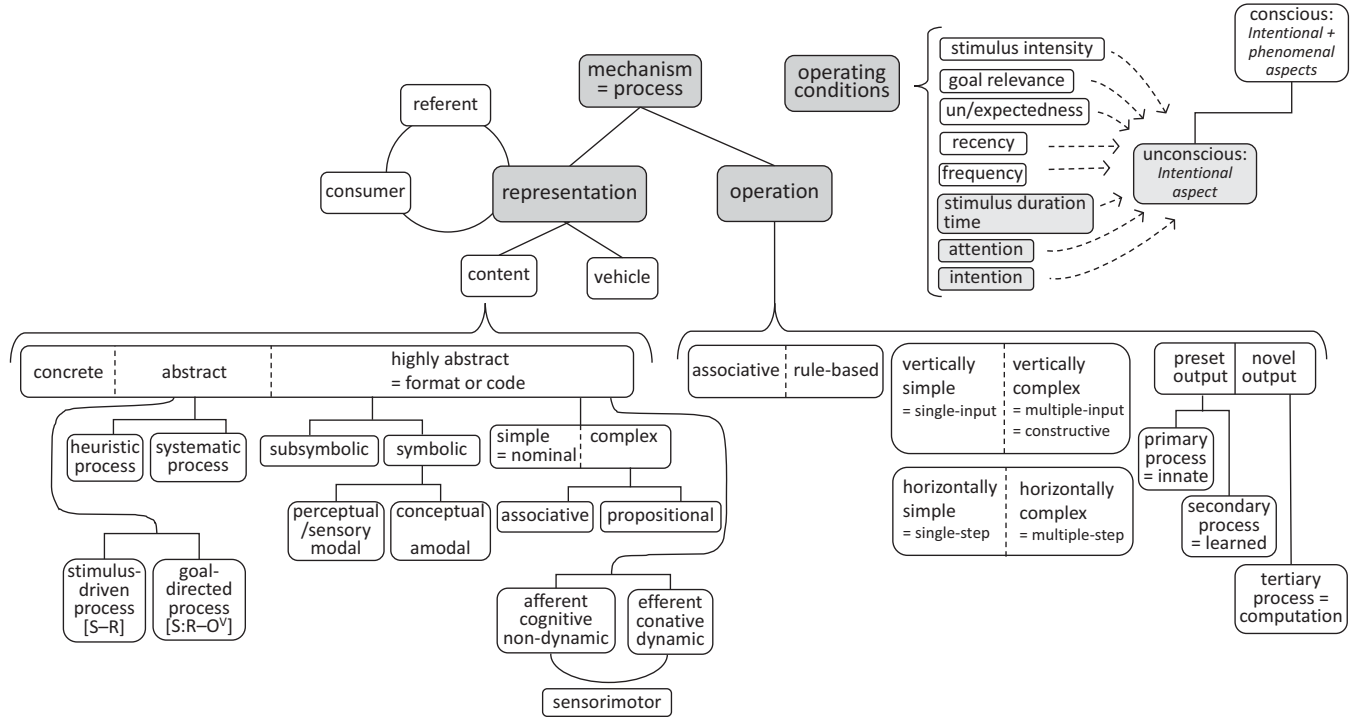 mechanism
= process
referent
consumer
representation
operation
content
vehicle
operating
conditions
stimulus intensity
goal relevance
un/expectedness
recency
frequency
stimulus duration
time
attention
intention
conscious:
Intentional +
phenomenal
aspects
unconscious:
Intentional
aspect
concrete
abstract
highly abstract
= format or code
heuristic
process
systematic
process
subsymbolic
symbolic
simple
= nominal
complex
perceptual
/sensory
modal
conceptual
amodal
associative
propositional
stimulus-
driven
process
[S–R]
goal-
directed
process
[S:R–Oᵛ]
afferent
cognitive
non-dynamic
efferent
conative
dynamic
sensorimotor
associative
rule-based
vertically
simple
= single-input
vertically
complex
= multiple-input
= constructive
horizontally
simple
= single-step
horizontally
complex
= multiple-step
preset
output
novel
output
primary
process
= innate
secondary
process
= learned
tertiary
process =
computation